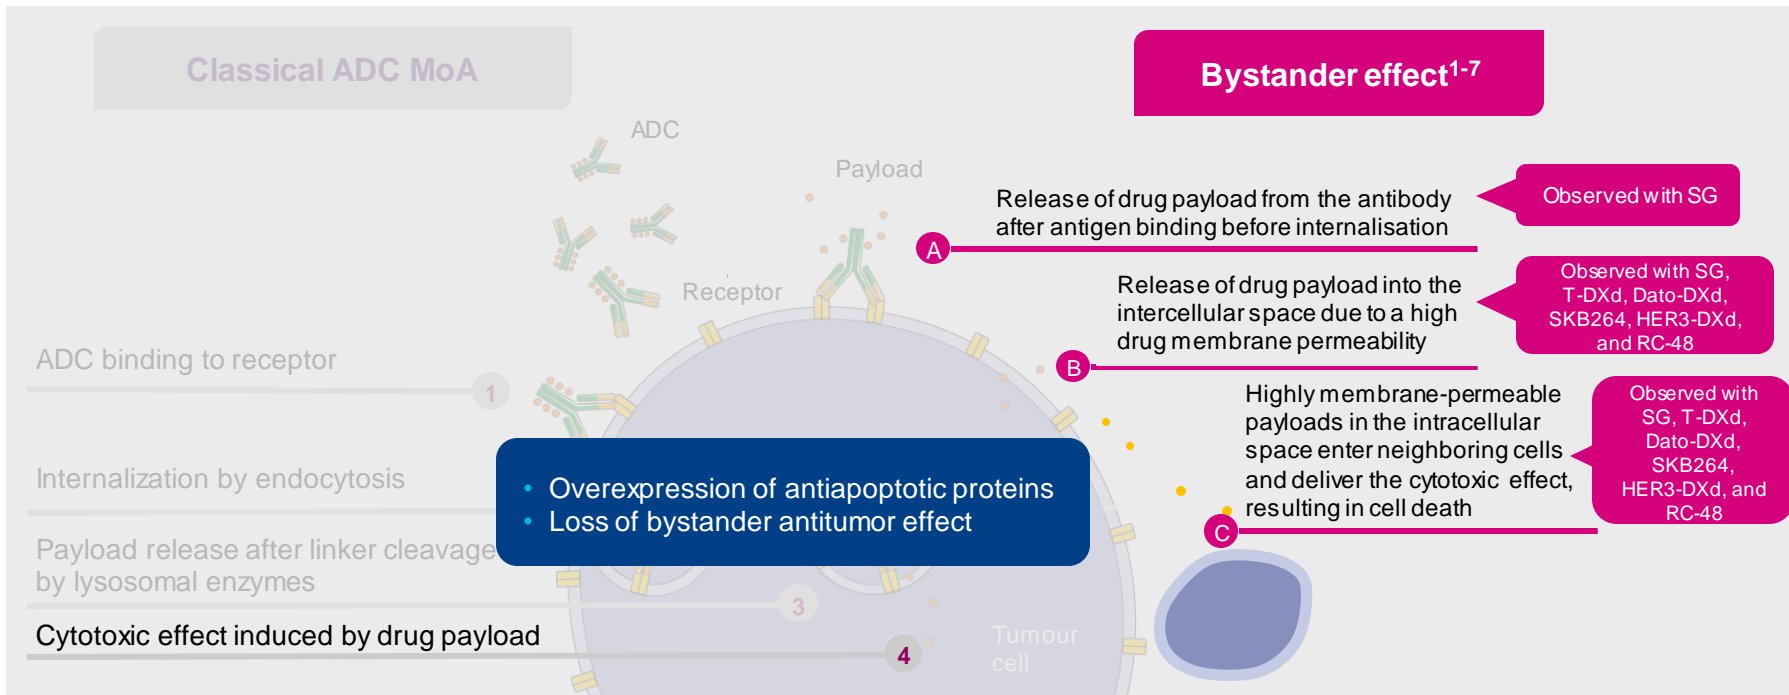 Classical ADC MoA
Bystander effect1-7
ADC
Payload
Receptor
Release of drug payload from the antibody
after antigen binding before internalisation
A
Observed with SG
Release of drug payload into the
intercellular space due to a high
drug membrane permeability
B
Observed with SG,
T-DXd, Dato-DXd,
SKB264, HER3-DXd,
and RC-48
Highly membrane-permeable
payloads in the intracellular
space enter neighboring cells
and deliver the cytotoxic effect,
resulting in cell death
C
Observed with
SG, T-DXd,
Dato-DXd,
SKB264,
HER3-DXd, and
RC-48
ADC binding to receptor
1
Internalization by endocytosis
• Overexpression of antiapoptotic proteins
• Loss of bystander antitumor effect
Payload release after linker cleavage
by lysosomal enzymes
3
Cytotoxic effect induced by drug payload
4
Tumour
cell